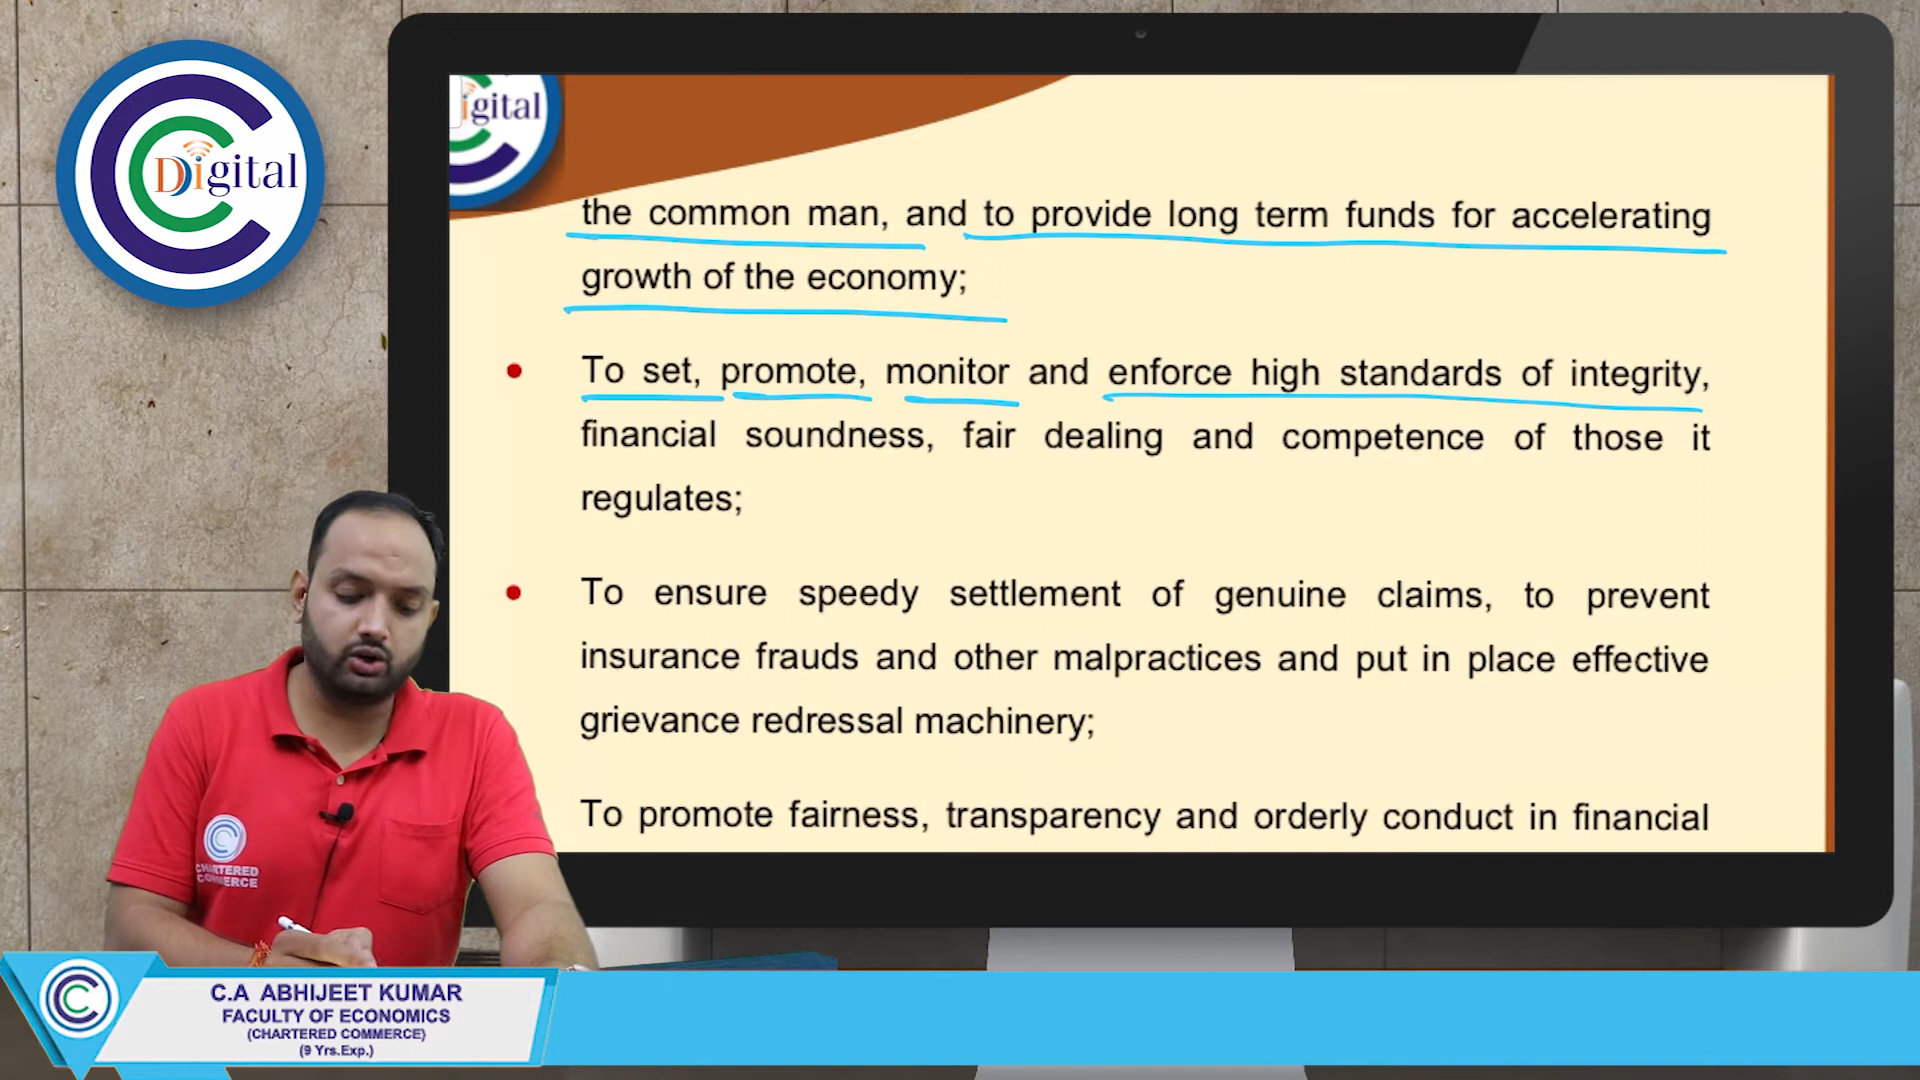 Digital
igital
the common man, and to provide long term funds for accelerating
growth of the economy;
• To set, promote, monitor and enforce high standards of integrity,
financial soundness, fair dealing and competence of those it
regulates;
• To ensure speedy settlement of genuine claims, to prevent
insurance frauds and other malpractices and put in place effective
grievance redressal machinery;
To promote fairness, transparency and orderly conduct in financial
CHARTERED
COMMERCE
C.A ABHIJEET KUMAR
FACULTY OF ECONOMICS
(CHARTERED COMMERCE)
(9 Yrs.Exp.)